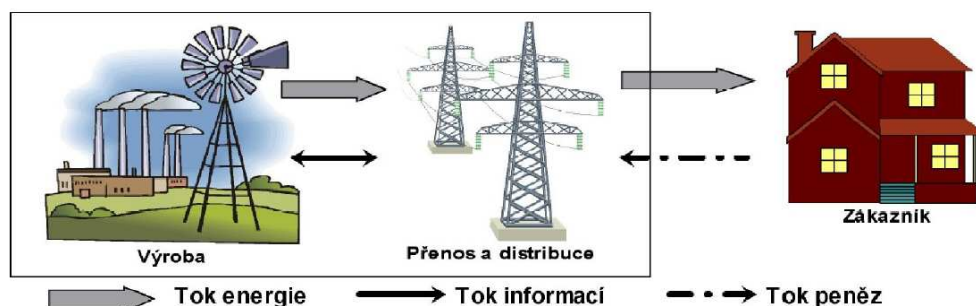 Zákazník
Výroba
Přenos a distribuce
Tok energie
Tok informací
Tok peněz